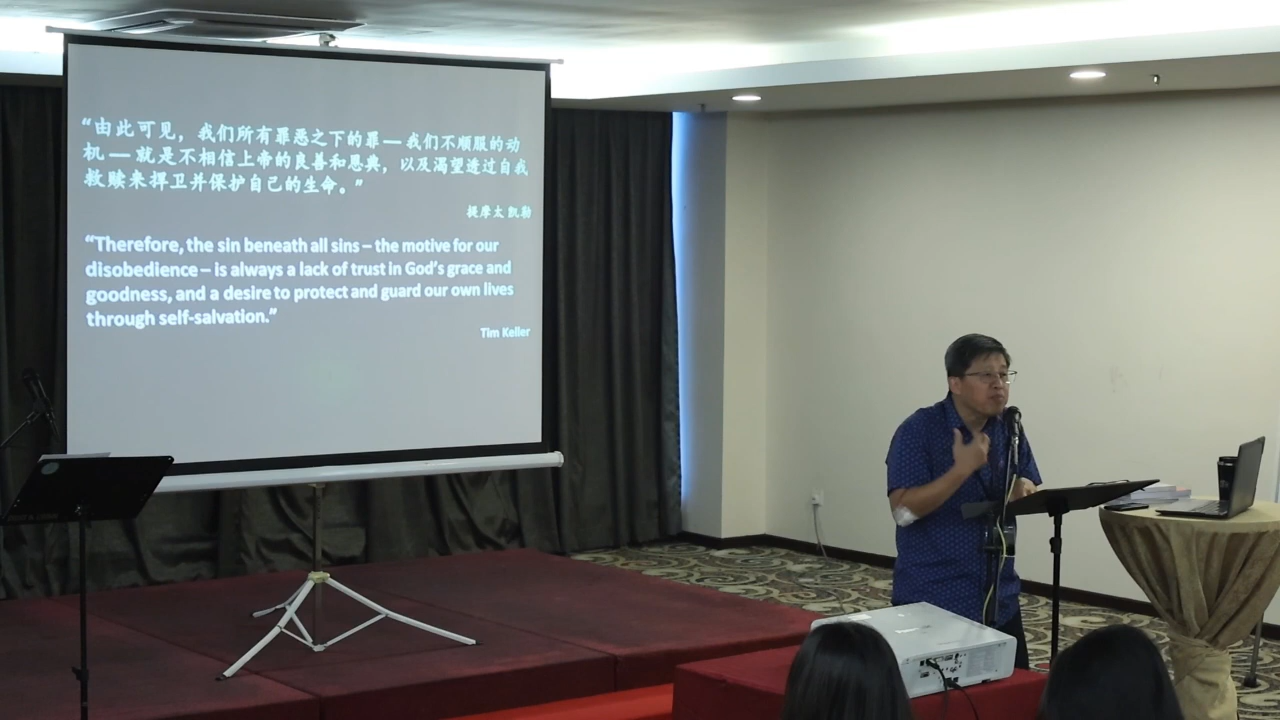 “由此可见，我们所有罪恶之下的罪 — 我们不顺服的动
机 — 就是不相信上帝的良善和恩典，以及渴望透过自我
救赎来捍卫并保护自己的生命。”
提摩太 凯勒
“Therefore, the sin beneath all sins – the motive for our
disobedience – is always a lack of trust in God’s grace and
goodness, and a desire to protect and guard our own lives
through self-salvation.”
Tim Keller